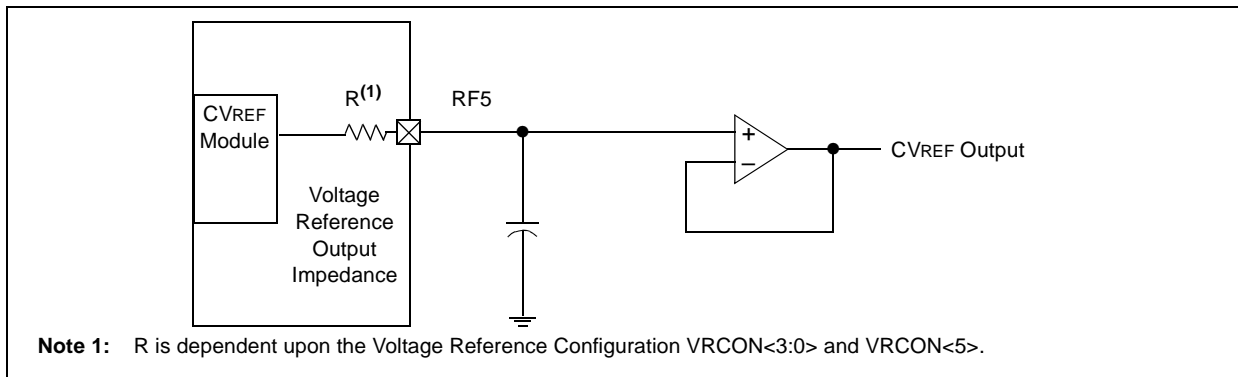 R(1)
RF5
CVREF
Module
+
−
CVREF Output
Voltage
Reference
Output
Impedance
Note 1: R is dependent upon the Voltage Reference Configuration VRCON<3:0> and VRCON<5>.